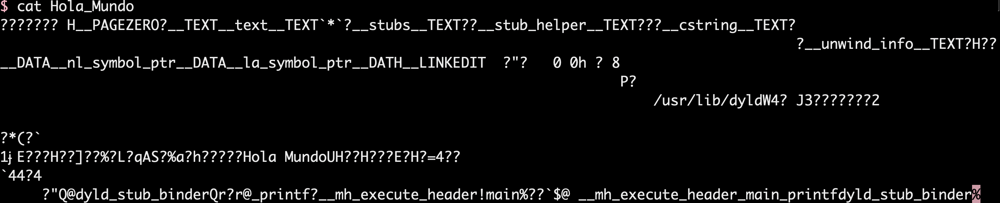 $ cat Hola_Mundo
??????? H__PAGEZERO?__TEXT__text__TEXT`*`?__stubs__TEXT??__stub_helper__TEXT???__cstring__TEXT?
?__unwind_info__TEXT?H??
__DATA__nl_symbol_ptr__DATA__la_symbol_ptr__DATH__LINKEDIT ?"? 0 0h ? 8
P?
/usr/lib/dyldW4? J3???????2
?*(?`
1ɉ E???H??]??%?L?qAS?%a?h?????Hola MundoUH??H???E?H?=4??
`44?4
?"Q@dyld_stub_binderQr?r@_printf?__mh_execute_header!main%??`$@ __mh_execute_header_main_printfdyld_stub_binder%